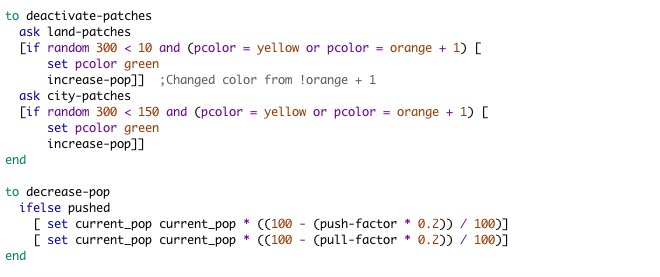 to deactivate-patches
  ask land-patches
  [if random 300 < 10 and (pcolor = yellow or pcolor = orange + 1) [
      set pcolor green
      increase-pop]]  ;Changed color from !orange + 1
  ask city-patches
  [if random 300 < 150 and (pcolor = yellow or pcolor = orange + 1) [
      set pcolor green
      increase-pop]]
end

to decrease-pop
  ifelse pushed
    [ set current_pop current_pop * ((100 - (push-factor * 0.2)) / 100)]
    [ set current_pop current_pop * ((100 - (pull-factor * 0.2)) / 100)]
end